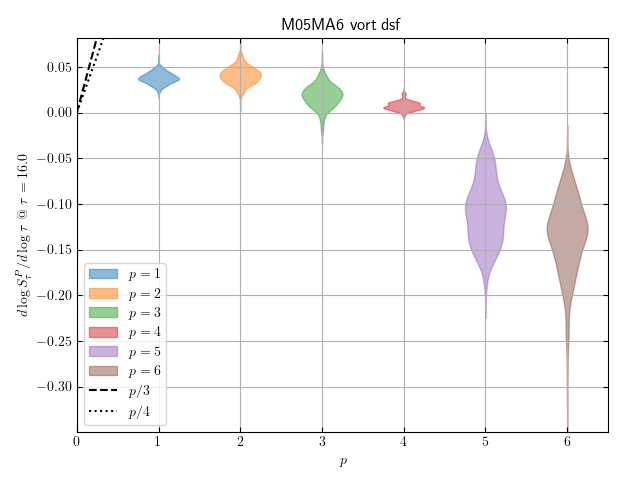 M05MA6 vort dsf
d log S_τ^P / d log τ @ τ = 16.0
0.05
0.00
−0.05
−0.10
−0.15
−0.20
−0.25
−0.30
p = 1
p = 2
p = 3
p = 4
p = 5
p = 6
p/3
p/4
0 1 2 3 4 5 6
p